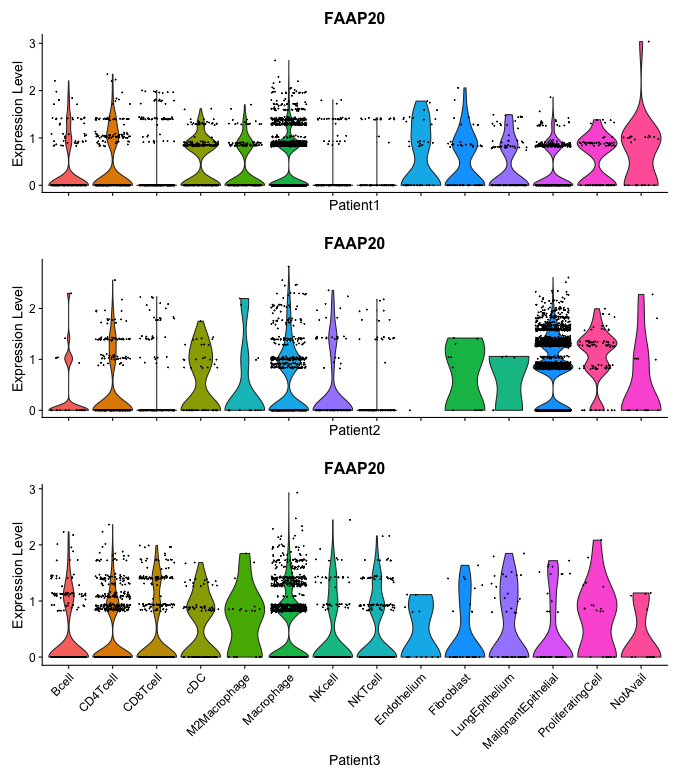 FAAP20
Expression Level
3
2
1
0
Patient1
FAAP20
Expression Level
2
1
0
Patient2
FAAP20
Expression Level
3
2
1
0
Bcell
CD4Tcell
CD8Tcell
cDC
M2Macrophage
Macrophage
NKcell
NKTcell
Endothelium
Fibroblast
LungEpithelium
MalignantEpithelial
ProliferatingCell
NotAvail
Patient3